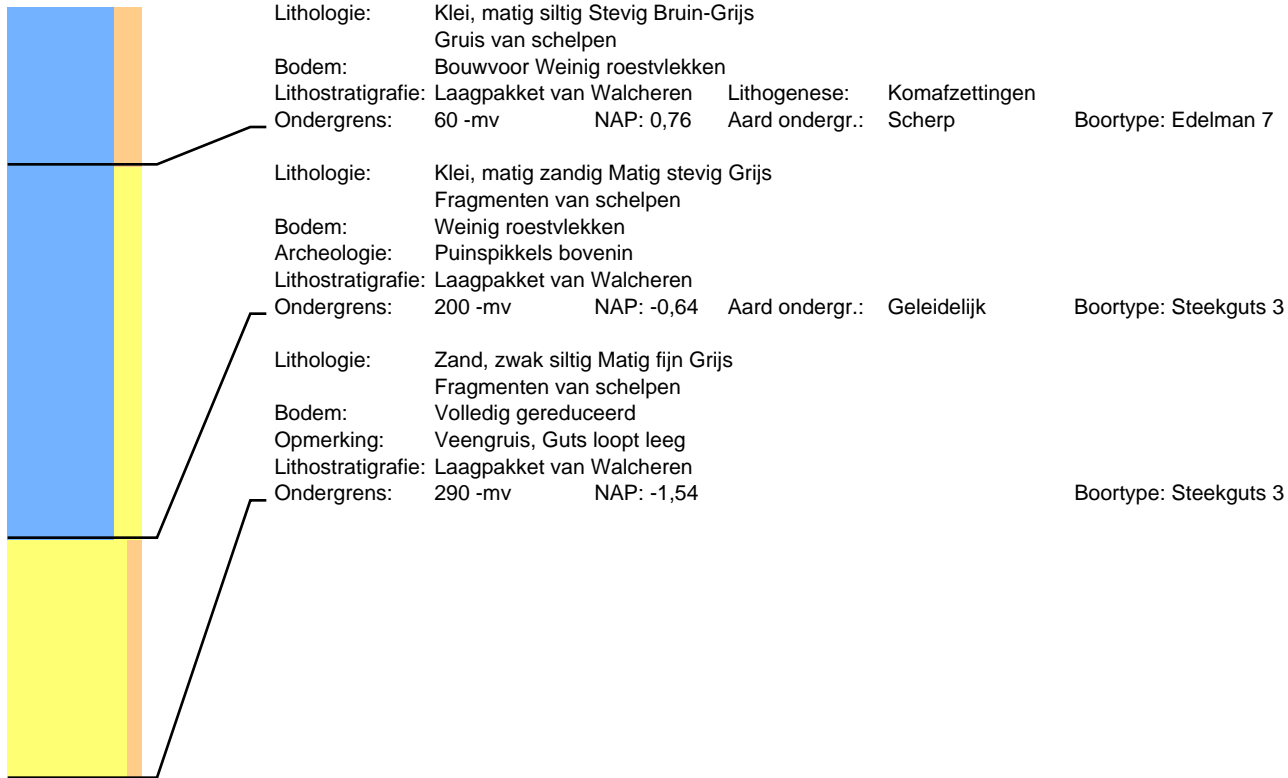 Lithologie: Klei, matig siltig Stevig Bruin-Grijs
Gruis van schelpen
Bodem: Bouwvoor Weinig roestvlekken
Lithostratigrafie: Laagpakket van Walcheren Lithogenese: Komafzettingen
Ondergrens: 60 -mv NAP: 0,76 Aard ondergr.: Scherp Boortype: Edelman 7
Lithologie: Klei, matig zandig Matig stevig Grijs
Fragmenten van schelpen
Bodem: Weinig roestvlekken
Archeologie: Puinspikkels bovenin
Lithostratigrafie: Laagpakket van Walcheren
Ondergrens: 200 -mv NAP: -0,64 Aard ondergr.: Geleidelijk Boortype: Steekguts 3
Lithologie: Zand, zwak siltig Matig fijn Grijs
Fragmenten van schelpen
Bodem: Volledig gereduceerd
Opmerking: Veengruis, Guts loopt leeg
Lithostratigrafie: Laagpakket van Walcheren
Ondergrens: 290 -mv NAP: -1,54 Boortype: Steekguts 3